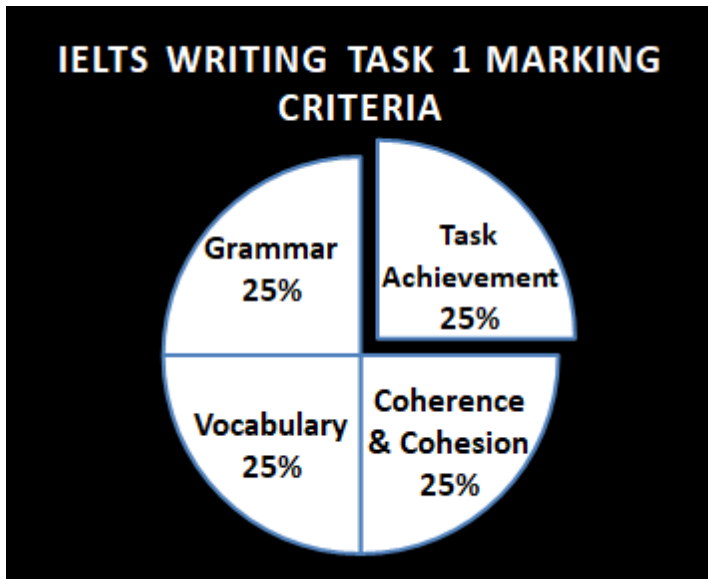 IELTS WRITING TASK 1 MARKING
CRITERIA
Grammar
25%
Task
Achievement
25%
Vocabulary
25%
Coherence
& Cohesion
25%